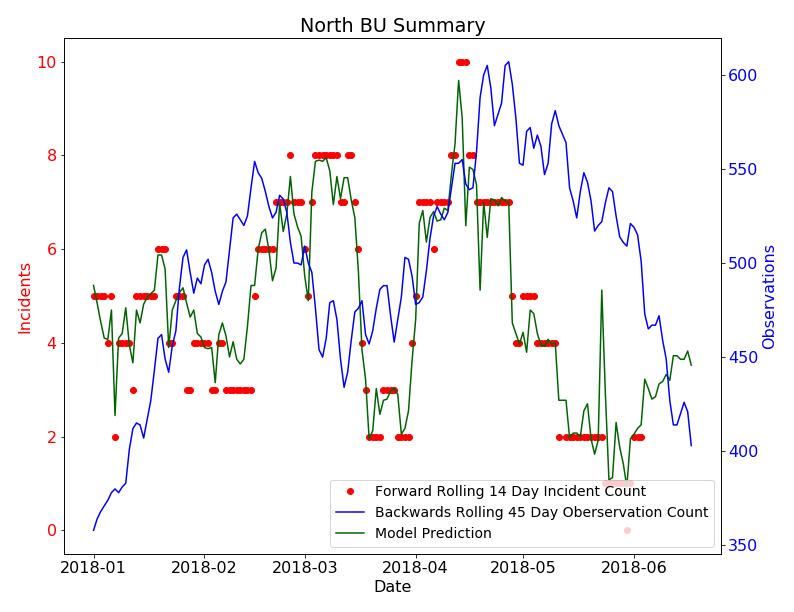 North BU Summary
10
8
6
4
2
0
Incidents
600
550
500
450
400
350
Observations
Forward Rolling 14 Day Incident Count
Backwards Rolling 45 Day Oberservation Count
Model Prediction
2018-01
2018-02
2018-03
2018-04
2018-05
2018-06
Date